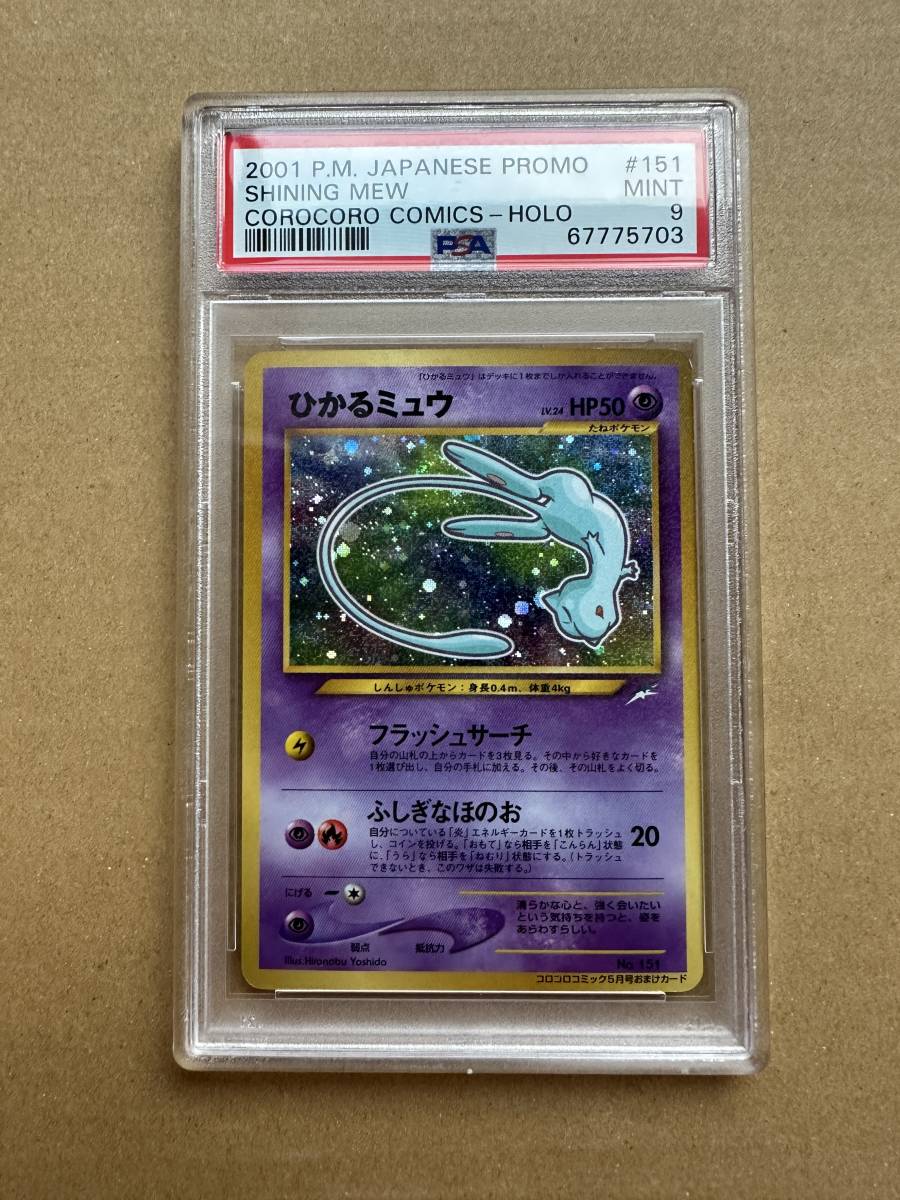 2001 P.M. JAPANESE PROMO #151
SHINING MEW MINT
COROCORO COMICS-HOLO 9
PSA 67775703
「ひかるミュウ」はデッキに1枚までしか入れることができません。
ひかるミュウ LV.24 HP50
たねポケモン
しんしゅポケモン：身長0.4m、体重4kg
フラッシュサーチ
自分の山札の上からカードを3枚見る。その中から好きなカードを
1枚選び出し、自分の手札に加える。その後、その山札をよく切る。
ふしぎなほのお 20
自分についている「炎」エネルギーカードを1枚トラッシュ
し、コインを投げる。「おもて」なら相手を「こんらん」状態
に、「うら」なら相手を「ねむり」状態にする。（トラッシュ
できないとき、このワザは失敗する。）
にげる
清らかな心と、強く会いたい
という気持ちを持つと、姿を
あらわすらしい。
弱点 抵抗力
Illus.Hironobu Yoshida No.151
コロコロコミック5月号おまけカード